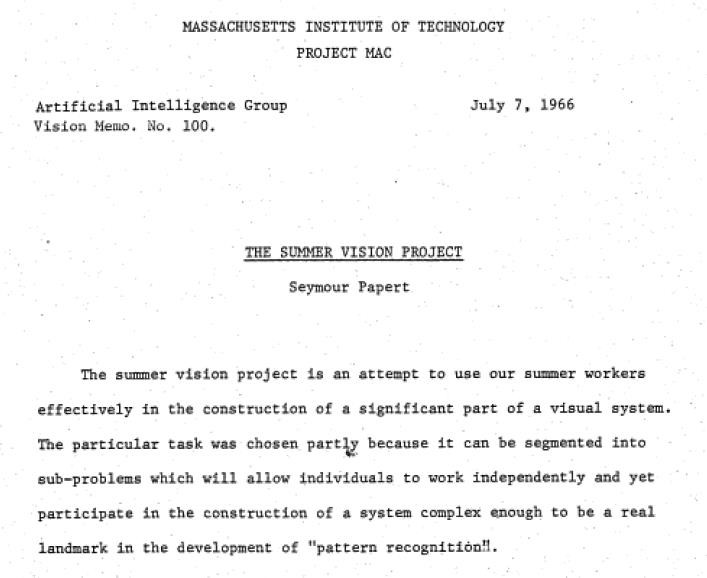 MASSACHUSETTS INSTITUTE OF TECHNOLOGY
PROJECT MAC
Artificial Intelligence Group July 7, 1966
Vision Memo. No. 100.
THE SUMMER VISION PROJECT
Seymour Papert
The summer vision project is an attempt to use our summer workers
effectively in the construction of a significant part of a visual system.
The particular task was chosen partly because it can be segmented into
sub-problems which will allow individuals to work independently and yet
participate in the construction of a system complex enough to be a real
landmark in the development of "pattern recognition".